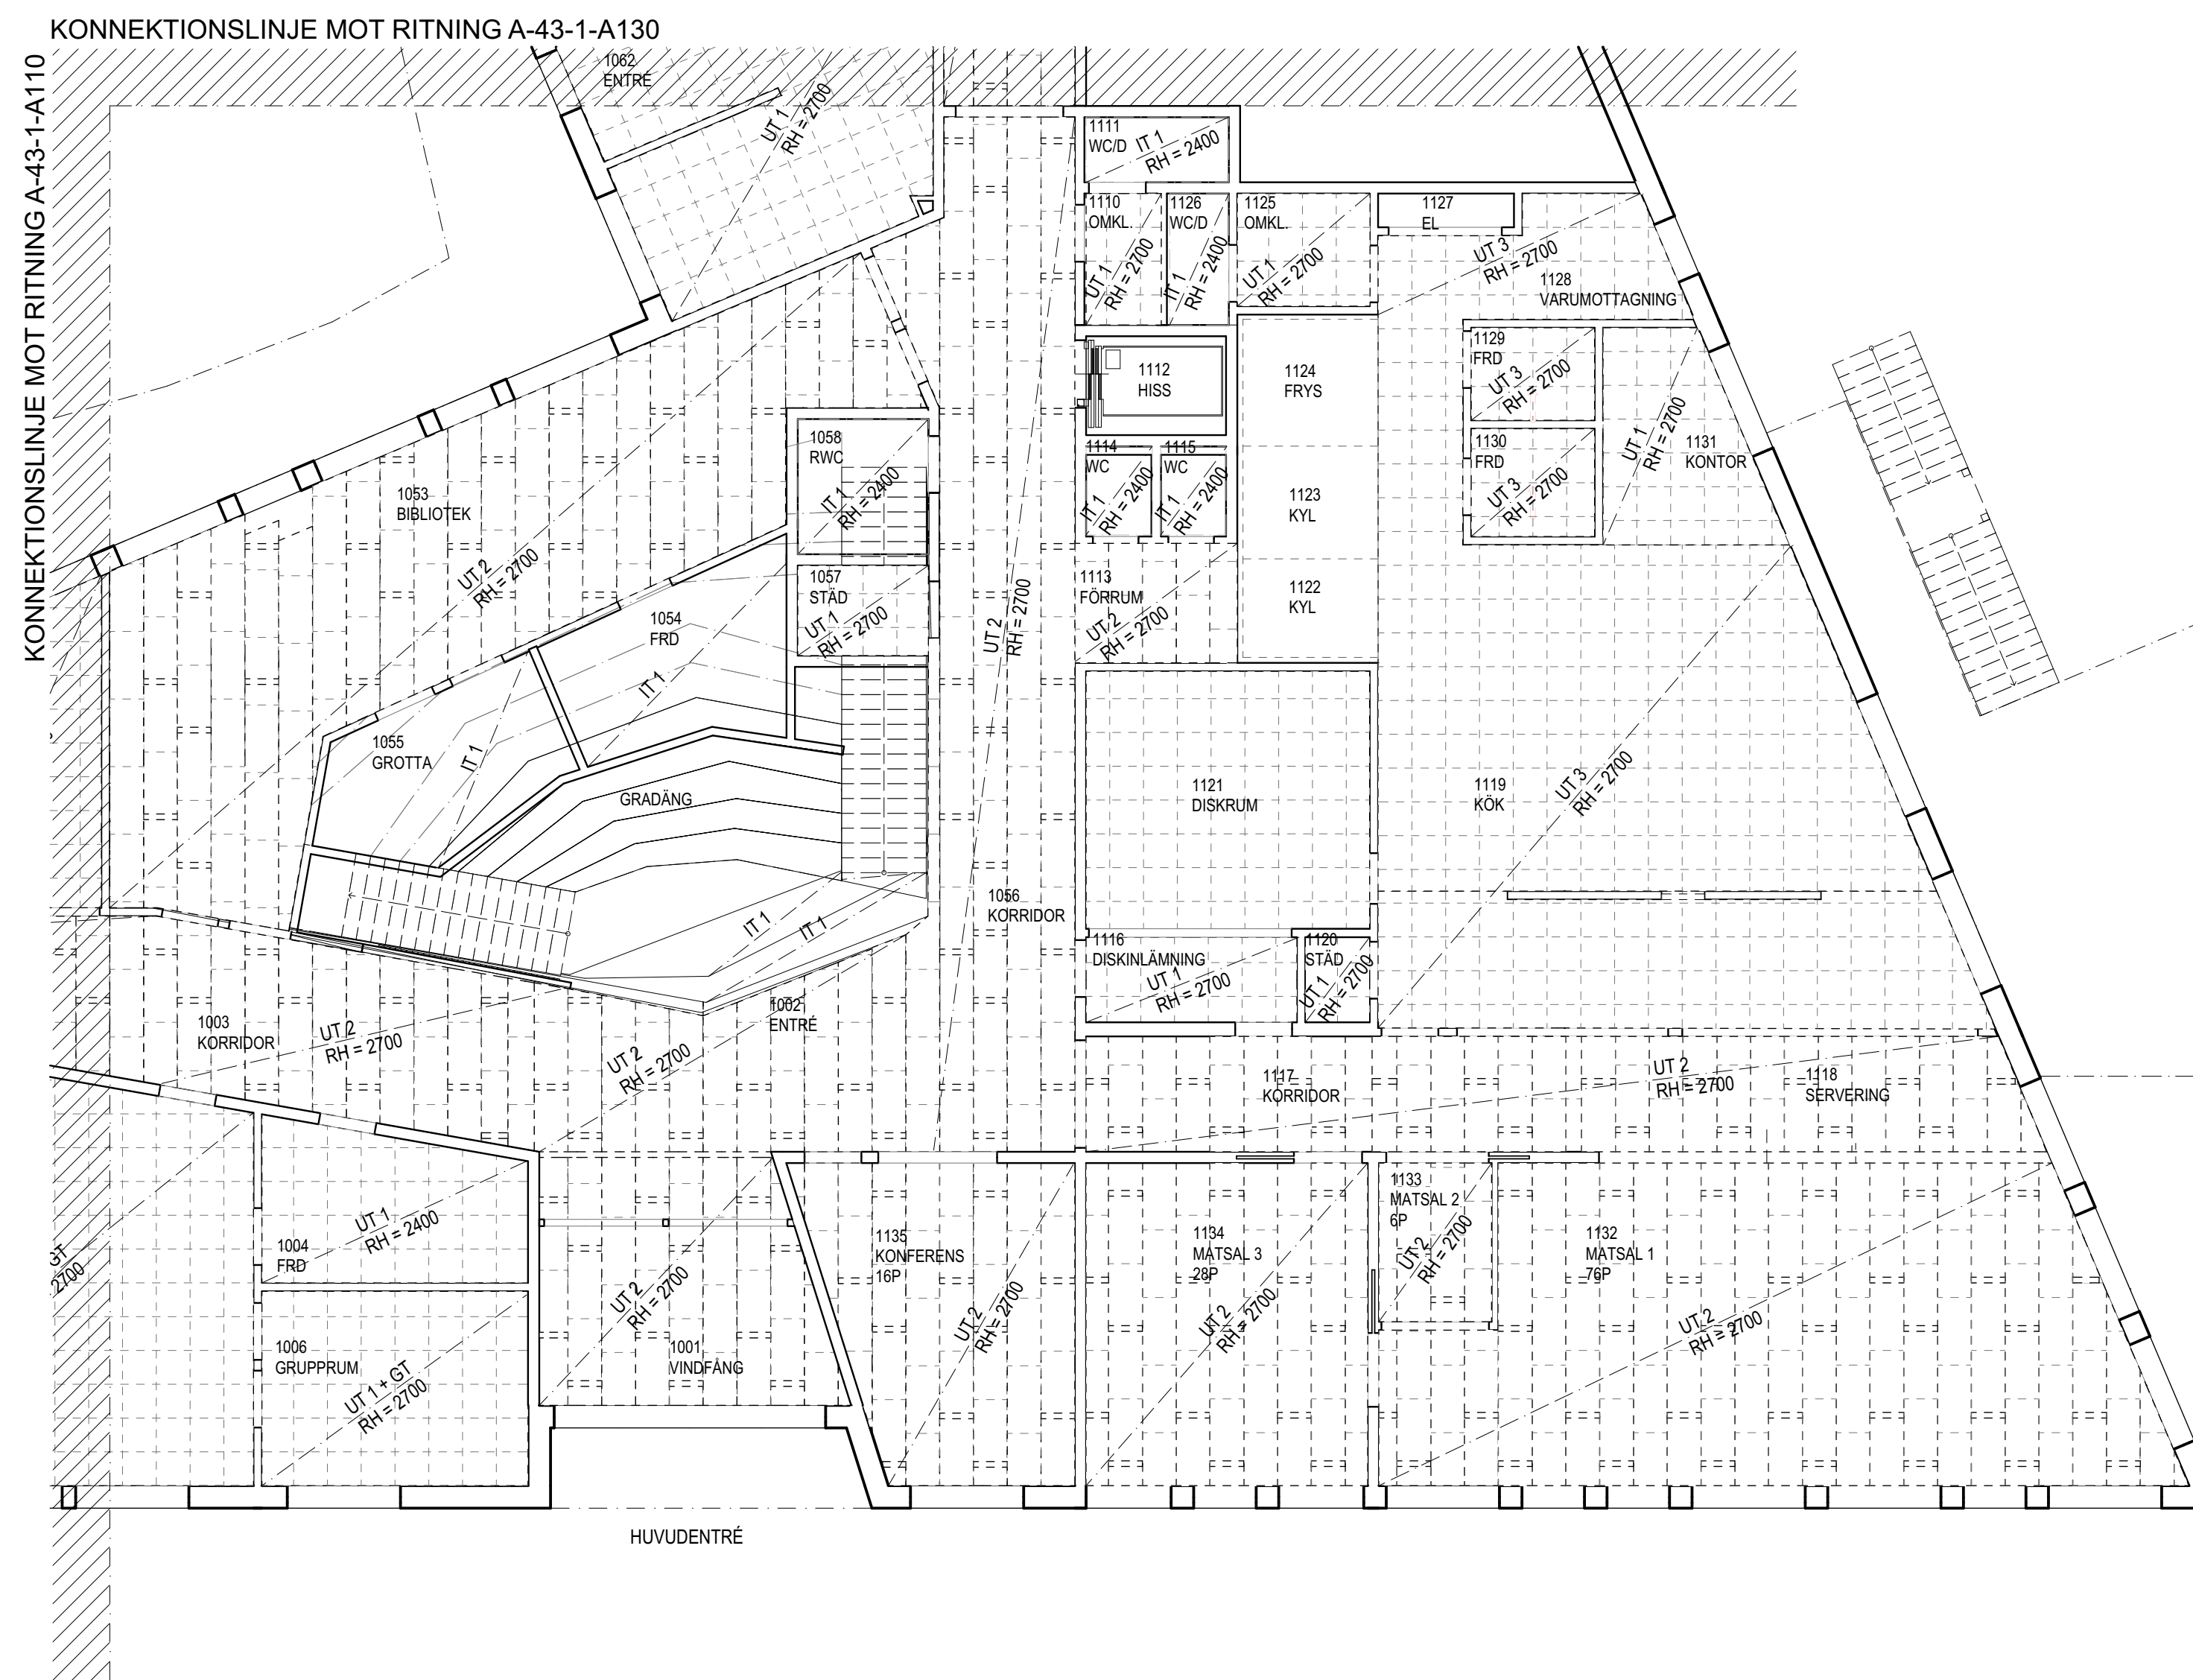 KONNEKTIONSLINJE MOT RITNING A-43-1-A130
KONNEKTIONSLINJE MOT RITNING A-43-1-A110
1062
ENTRÉ
UT 1
RH = 2700
1111
WC/D
IT 1
RH = 2400
1110
OMKL.
UT 1
RH = 2700
1126
WC/D
IT 1
RH = 2400
1125
OMKL.
UT 1
RH = 2700
1127
EL
UT 3
RH = 2700
1128
VARUMOTTAGNING
1129
FRD
UT 3
RH = 2700
1130
FRD
UT 3
RH = 2700
UT 1
RH = 2700
1131
KONTOR
1112
HISS
1124
FRYS
1123
KYL
1122
KYL
1114
WC
IT 1
RH = 2400
1115
WC
IT 1
RH = 2400
1113
FÖRRUM
UT 2
RH = 2700
1058
RWC
IT 1
RH = 2400
1057
STÄD
UT 1
RH = 2700
1053
BIBLIOTEK
UT 2
RH = 2700
1054
FRD
IT 1
1055
GROTTA
IT 1
GRADÄNG
IT 1
IT 1
UT 2
RH = 2700
1056
KORRIDOR
1121
DISKRUM
1119
KÖK
UT 3
RH = 2700
1116
DISKINLÄMNING
UT 1
RH = 2700
1120
STÄD
UT 1
RH = 2700
1002
ENTRÉ
UT 2
RH = 2700
1003
KORRIDOR
UT 2
RH = 2700
1117
KORRIDOR
UT 2
RH = 2700
1118
SERVERING
1004
FRD
UT 1
RH = 2400
GT
2700
1006
GRUPPRUM
UT 1 + GT
RH = 2700
UT 2
RH = 2700
1001
VINDFÅNG
1135
KONFERENS
16P
UT 2
RH = 2700
1134
MATSAL 3
28P
UT 2
RH = 2700
1133
MATSAL 2
6P
UT 2
RH = 2700
1132
MATSAL 1
76P
UT 2
RH = 2700
HUVUDENTRÉ